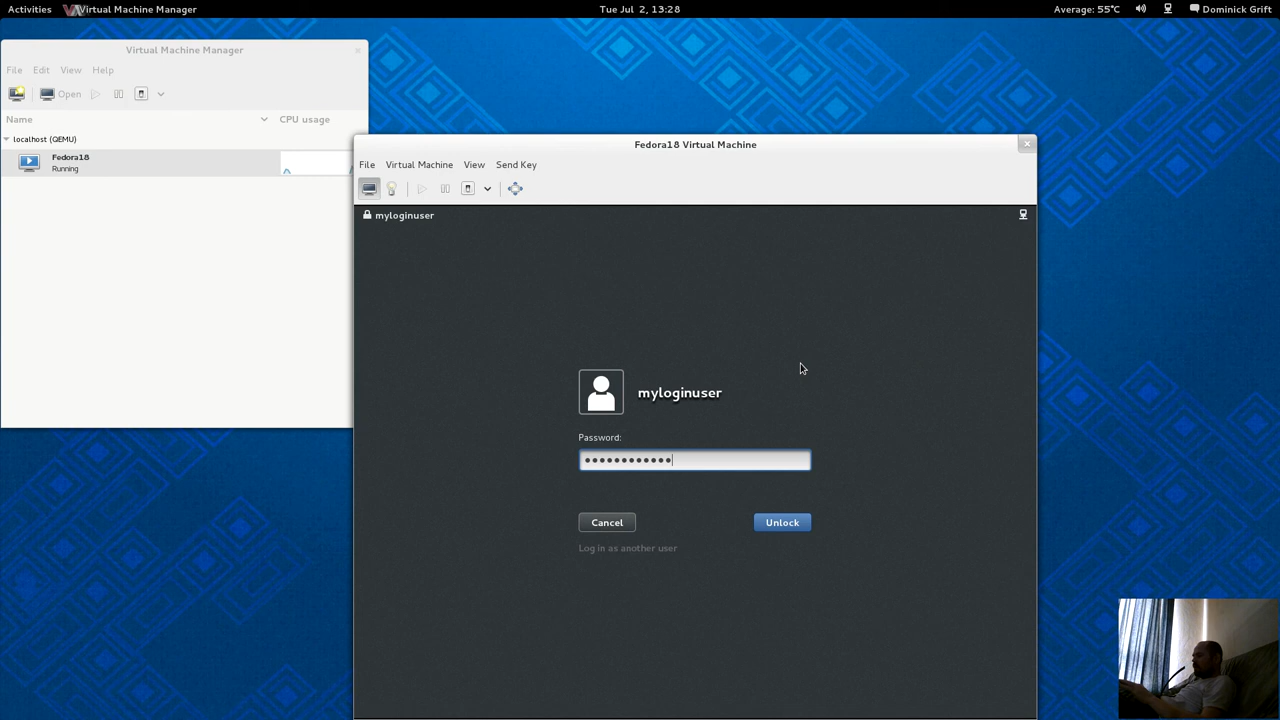 Activities Virtual Machine Manager Tue Jul 2, 13:28 Average: 55°C Dominick Grift
Virtual Machine Manager
File Edit View Help
Open
Name CPU usage
localhost (QEMU)
Fedora18
Running
Fedora18 Virtual Machine
File Virtual Machine View Send Key
myloginuser
myloginuser
Password:
Cancel Unlock
Log in as another user